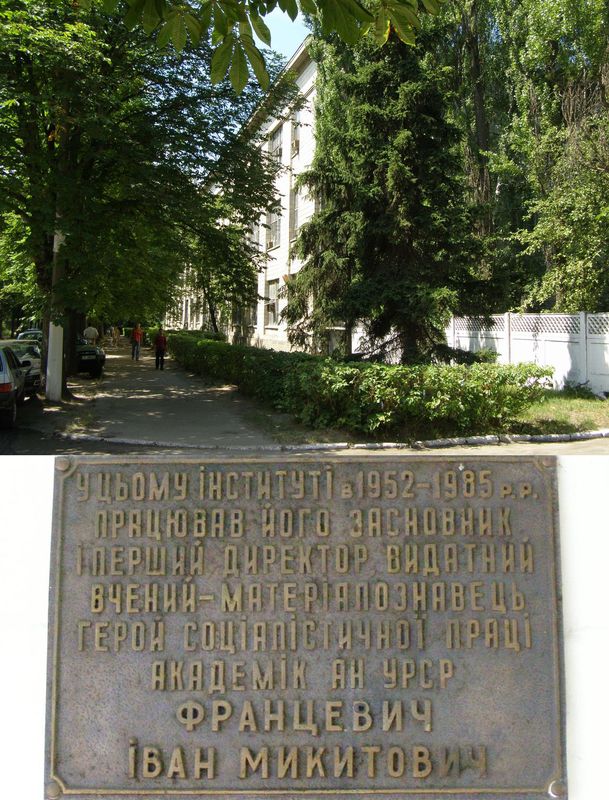 У ЦЬОМУ ІНСТИТУТІ в 1952-1985 р.р.
ПРАЦЮВАВ ЙОГО ЗАСНОВНИК
І ПЕРШИЙ ДИРЕКТОР ВИДАТНИЙ
ВЧЕНИЙ-МАТЕРІАЛОЗНАВЕЦЬ
ГЕРОЙ СОЦІАЛІСТИЧНОЇ ПРАЦІ
АКАДЕМІК АН УРСР
ФРАНЦЕВИЧ
ІВАН МИКИТОВИЧ